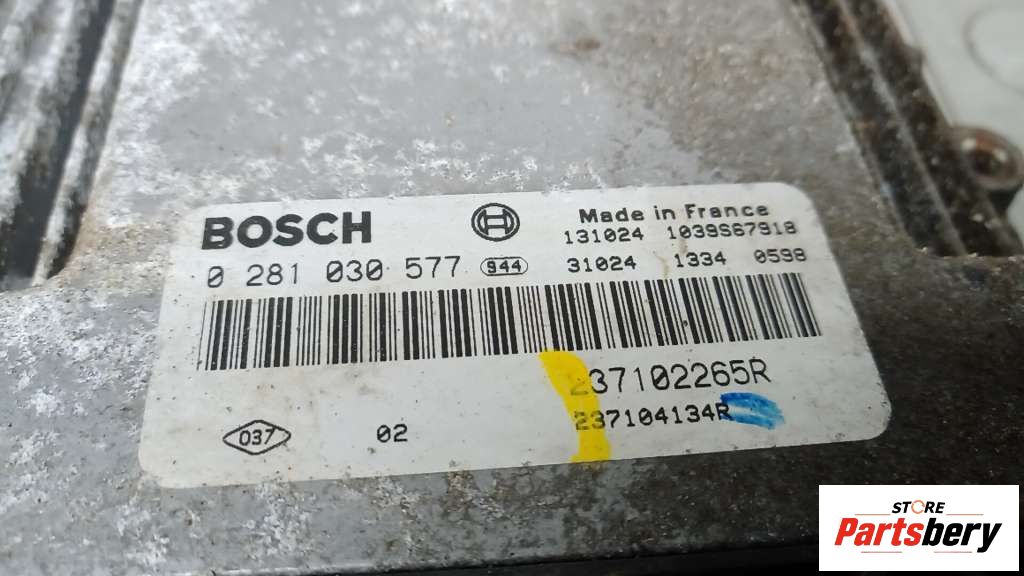 BOSCH
Made in France
131024 1039S67918
0 281 030 577 944
31024 1334 0598
237102265R
237104134R
037 02
STORE
Partsbery